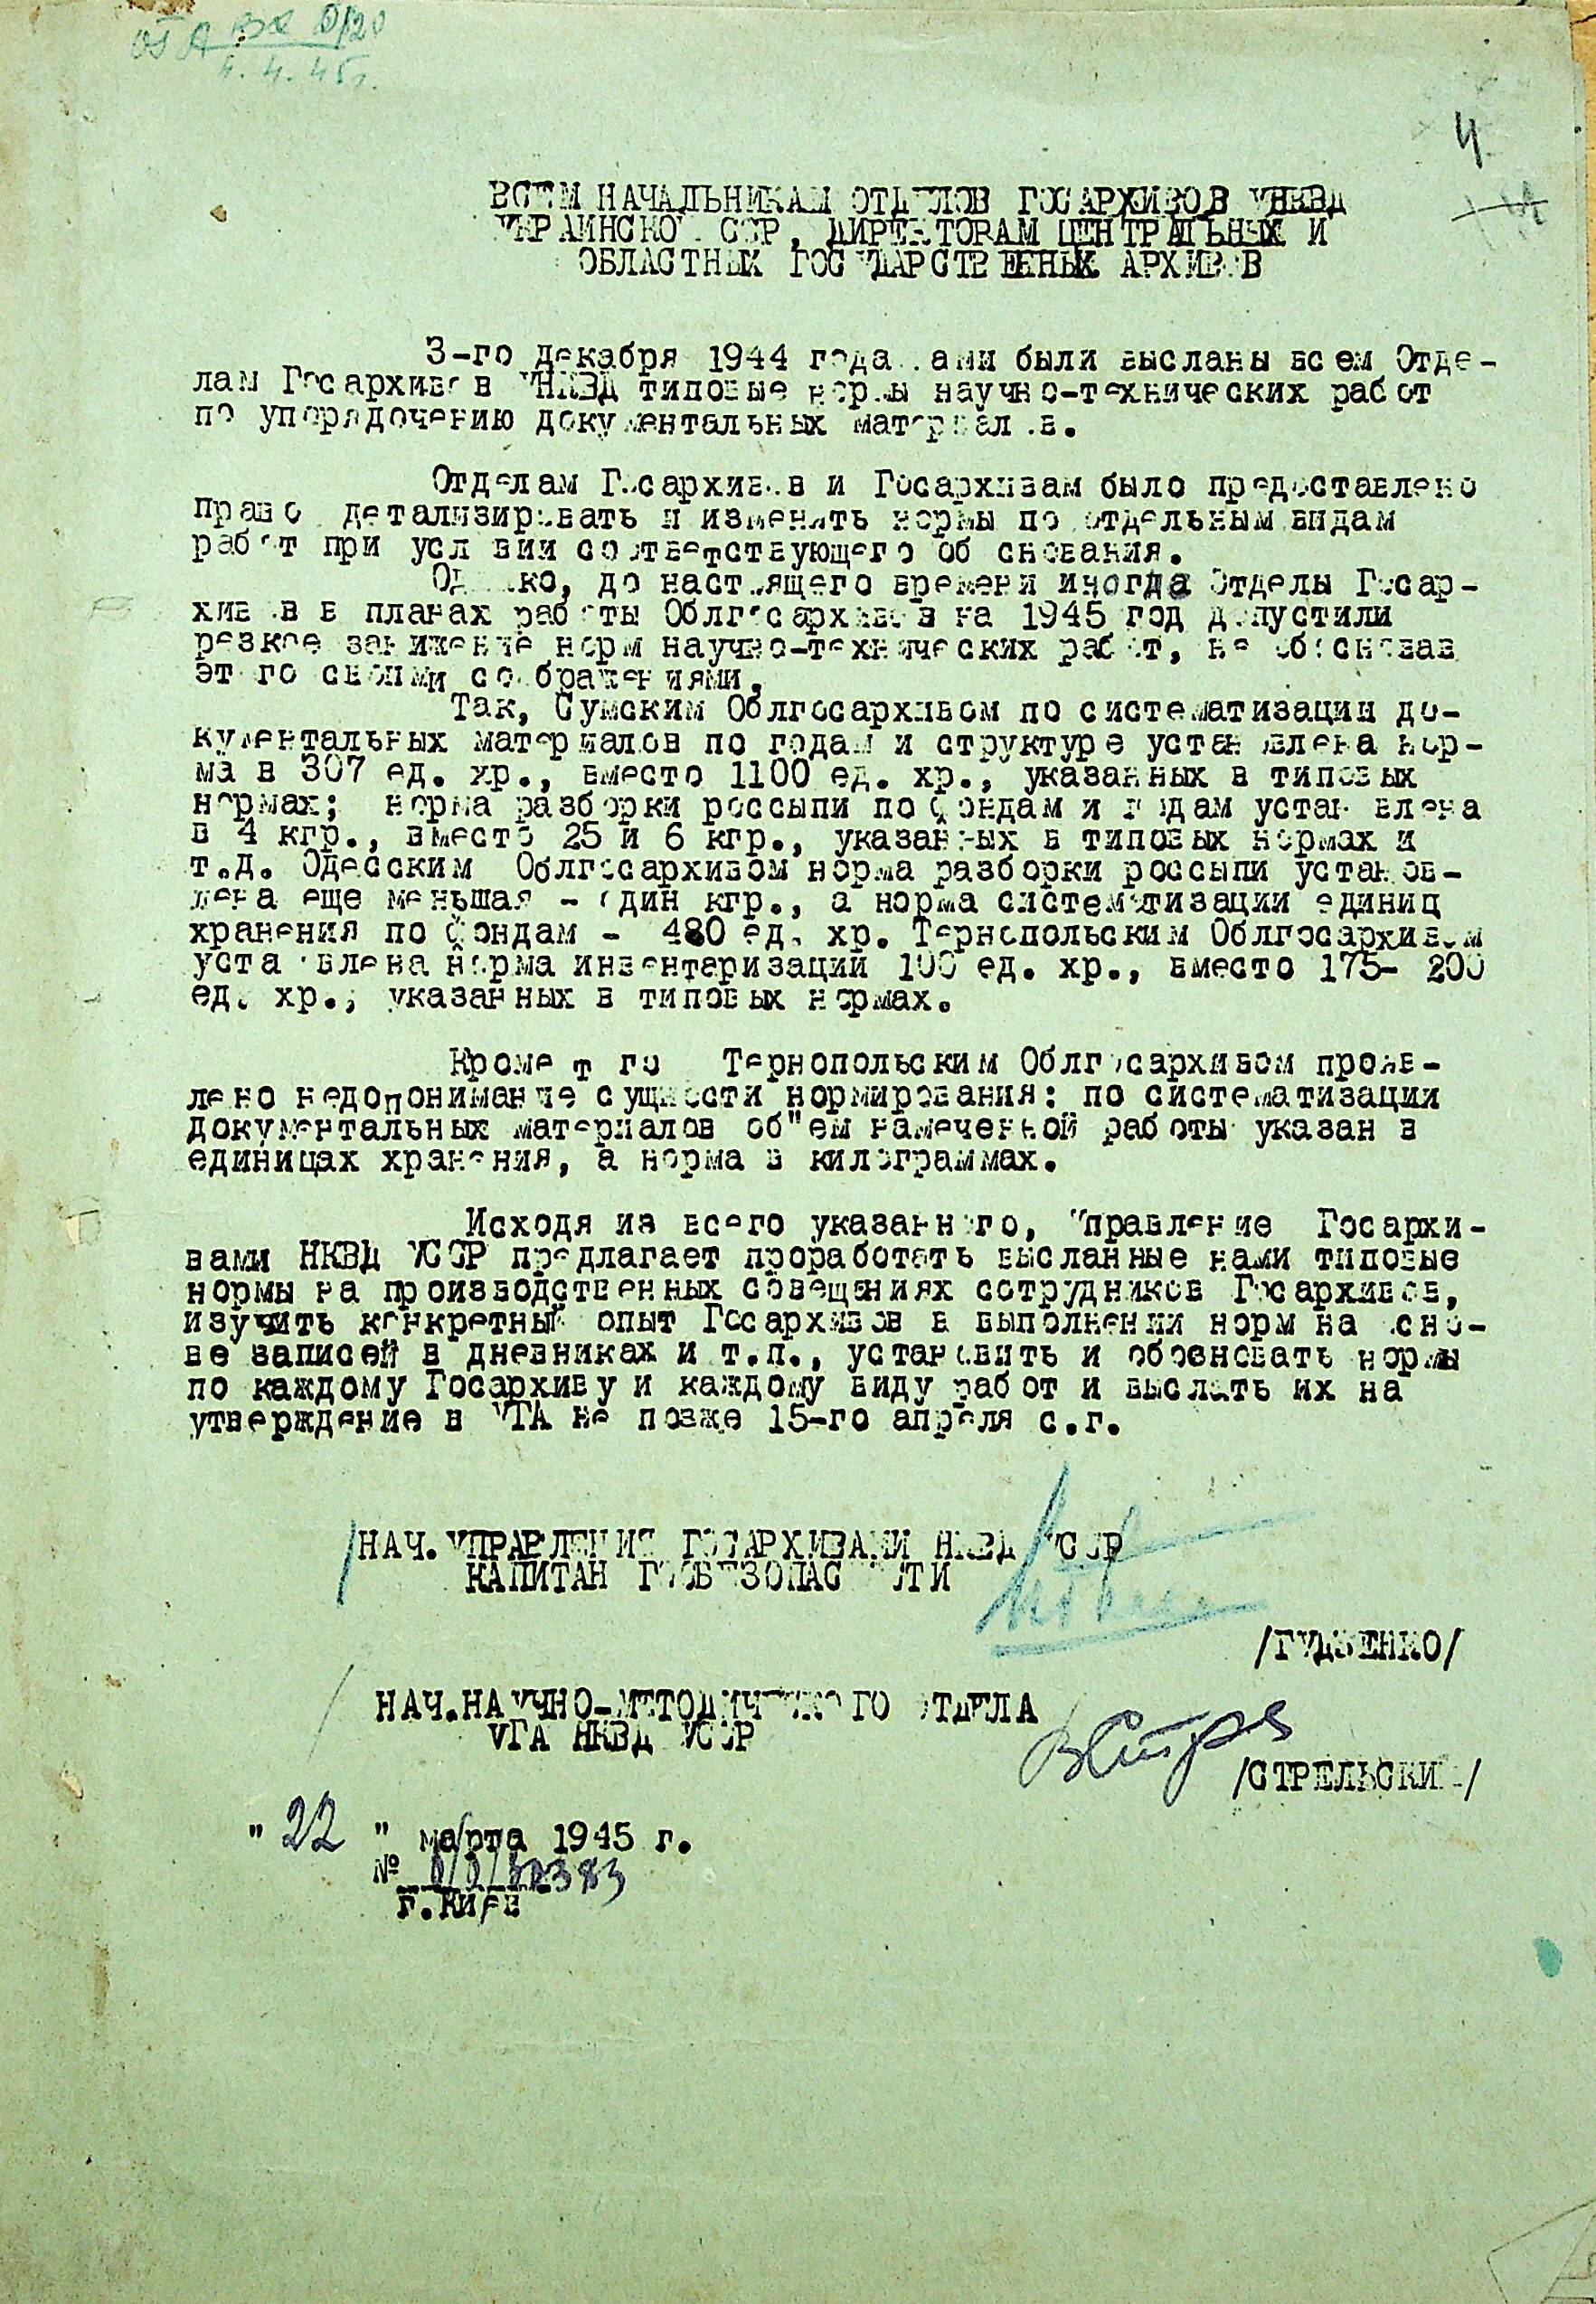 4.4.45г.
4
ВСЕМ НАЧАЛЬНИКАМ ОТДЕЛОВ ГОСАРХИВОВ УНКВД
УКРАИНСКОЙ ССР, ДИРЕКТОРАМ ЦЕНТРАЛЬНЫХ И
ОБЛАСТНЫХ ГОСУДАРСТВЕННЫХ АРХИВОВ
3-го декабря 1944 года нами были высланы всем Отде-
лам Госархивов УНКВД типовые нормы научно-технических работ
по упорядочению документальных материалов.
Отделам Госархивов и Госархивам было предоставлено
право детализировать и изменять нормы по отдельным видам
работ при условии соответствующего обоснования.
Однако, до настоящего времени иногда Отделы Госар-
хивов в планах работы Облгосархивов на 1945 год допустили
резкое занижение норм научно-технических работ, не обосновав
этого своими соображениями.
Так, Сумским Облгосархивом по систематизации до-
кументальных материалов по годам и структуре установлена нор-
ма в 307 ед. хр., вместо 1100 ед. хр., указанных в типовых
нормах; норма разборки россыпи по фондам и годам установлена
в 4 кгр., вместо 25 и 6 кгр., указанных в типовых нормах и
т.д. Одесским Облгосархивом норма разборки россыпи установ-
лена еще меньшая - один кгр., а норма систематизации единиц
хранения по фондам - 480 ед. хр. Тернопольским Облгосархивом
установлена норма инвентаризации 100 ед. хр., вместо 175- 200
ед. хр., указанных в типовых нормах.
Кроме того Тернопольским Облгосархивом прояв-
лено недопонимание сущности нормирования: по систематизации
документальных материалов об"ем намеченной работы указан в
единицах хранения, а норма в килограммах.
Исходя из всего указанного, Управление Госархи-
вами НКВД УССР предлагает проработать высланные нами типовые
нормы на производственных совещаниях сотрудников Госархивов,
изучить конкретный опыт Госархивов в выполнении норм на осно-
ве записей в дневниках и т.п., установить и обосновать нормы
по каждому Госархиву и каждому виду работ и выслать их на
утверждение в УГА не позже 15-го апреля с.г.
НАЧ. УПРАВЛЕНИЯ ГОСАРХИВАМИ НКВД УССР
КАПИТАН ГОСБЕЗОПАСНОСТИ
/ГУДЗЕНКО/
НАЧ.НАУЧНО-МЕТОДИЧЕСКОГО ОТДЕЛА
УГА НКВД УССР
/СТРЕЛЬСКИЙ/
" 22 " марта 1945 г.
№
г.Киев